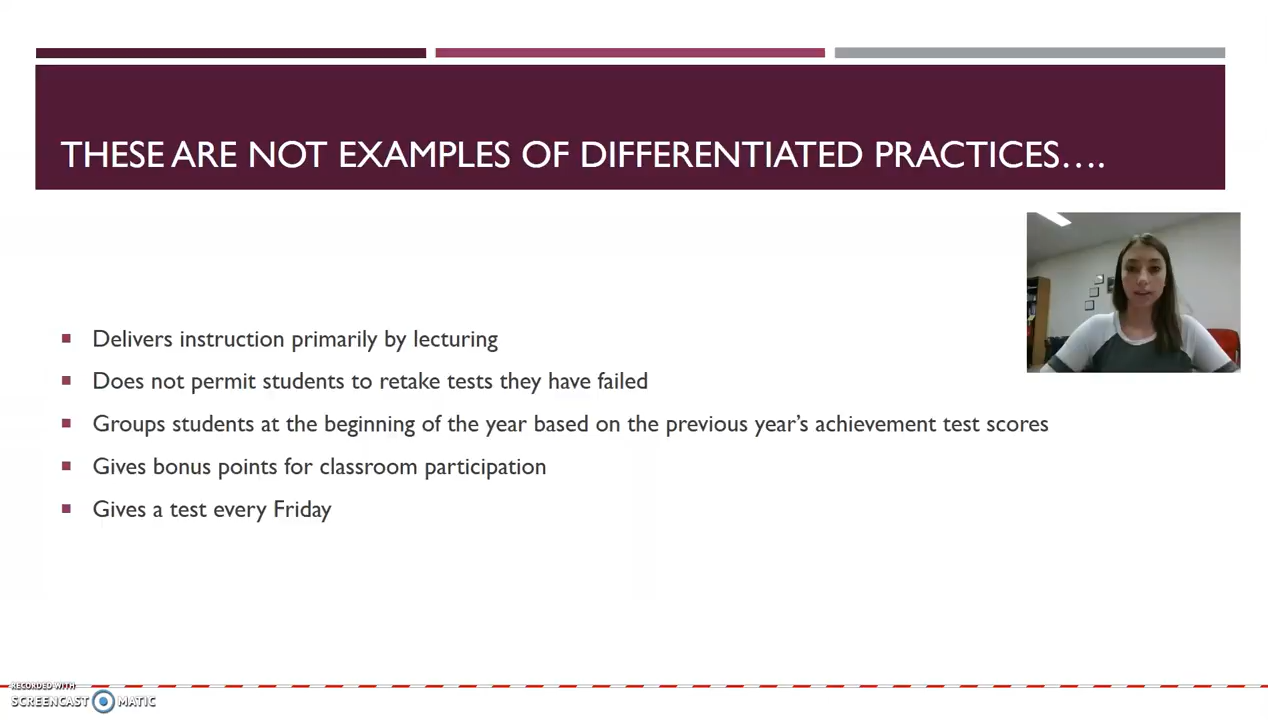 THESE ARE NOT EXAMPLES OF DIFFERENTIATED PRACTICES….
Delivers instruction primarily by lecturing
Does not permit students to retake tests they have failed
Groups students at the beginning of the year based on the previous year’s achievement test scores
Gives bonus points for classroom participation
Gives a test every Friday
RECORDED WITH
SCREENCAST MATIC